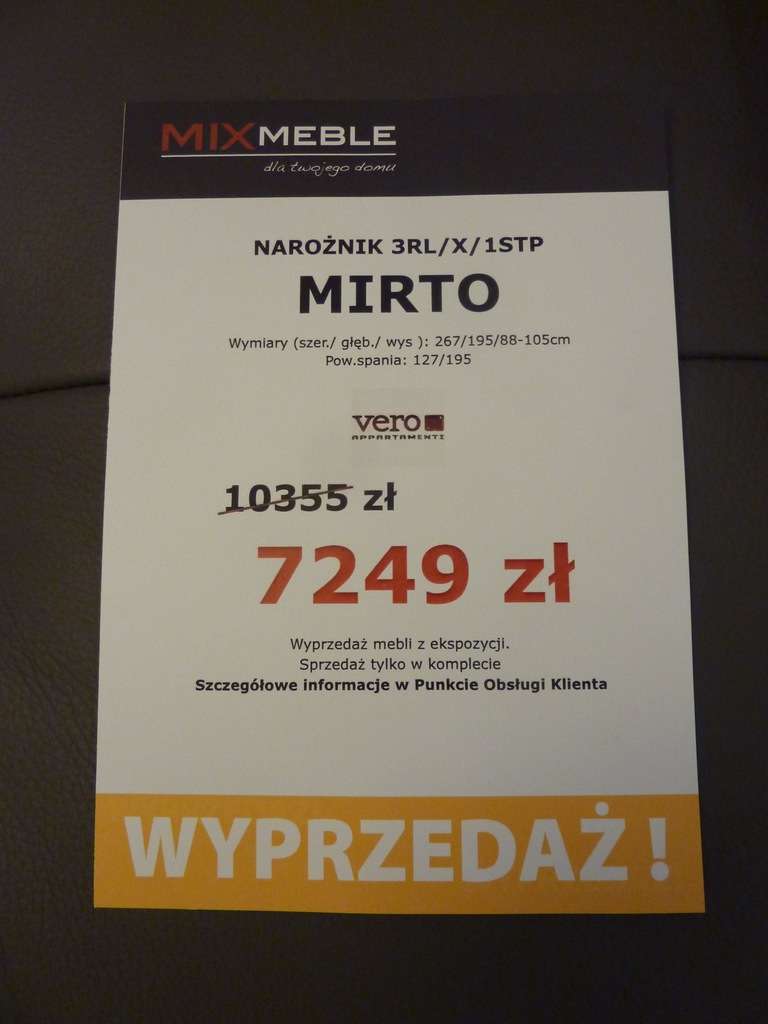 MIXMEBLE
dla twojego domu
NAROŻNIK 3RL/X/1STP
MIRTO
Wymiary (szer./ głęb./ wys ): 267/195/88-105cm
Pow.spania: 127/195
vero
APPARTAMENTI
10355 zł
7249 zł
Wyprzedaż mebli z ekspozycji.
Sprzedaż tylko w komplecie
Szczegółowe informacje w Punkcie Obsługi Klienta
WYPRZEDAŻ !